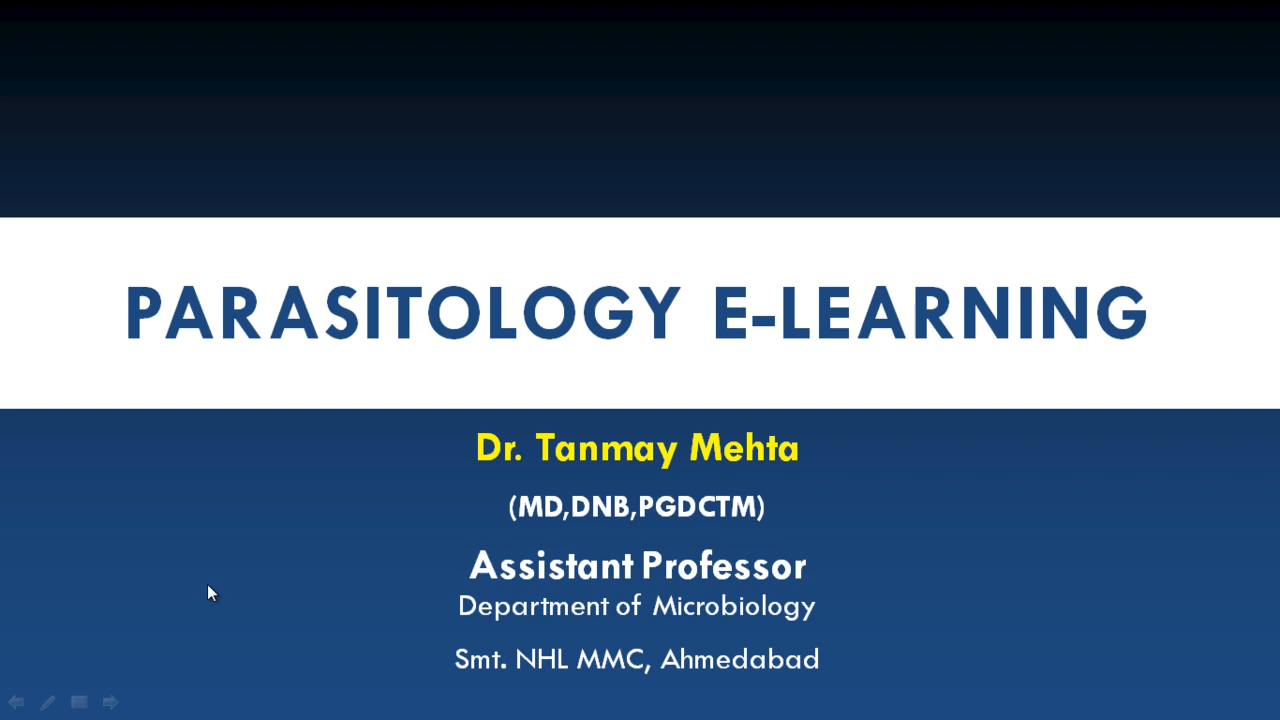 PARASITOLOGY E-LEARNING
Dr. Tanmay Mehta
(MD,DNB,PGDCTM)
Assistant Professor
Department of Microbiology
Smt. NHL MMC, Ahmedabad